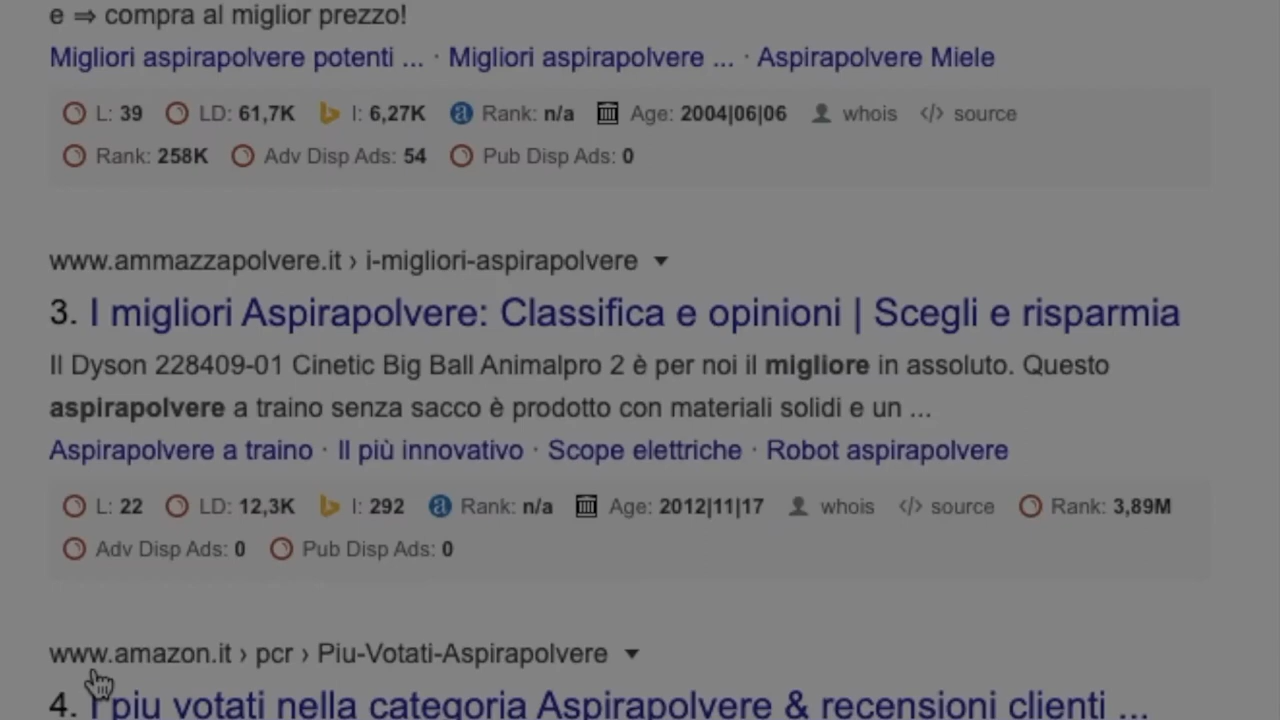 e ⇒ compra al miglior prezzo!
Migliori aspirapolvere potenti ... · Migliori aspirapolvere ... · Aspirapolvere Miele
L: 39 LD: 61,7K I: 6,27K Rank: n/a Age: 2004|06|06 whois </> source
Rank: 258K Adv Disp Ads: 54 Pub Disp Ads: 0
www.ammazzapolvere.it › i-migliori-aspirapolvere
3. I migliori Aspirapolvere: Classifica e opinioni | Scegli e risparmia
Il Dyson 228409-01 Cinetic Big Ball Animalpro 2 è per noi il migliore in assoluto. Questo
aspirapolvere a traino senza sacco è prodotto con materiali solidi e un ...
Aspirapolvere a traino · Il più innovativo · Scope elettriche · Robot aspirapolvere
L: 22 LD: 12,3K I: 292 Rank: n/a Age: 2012|11|17 whois </> source Rank: 3,89M
Adv Disp Ads: 0 Pub Disp Ads: 0
www.amazon.it › pcr › Piu-Votati-Aspirapolvere
4. I piu votati nella categoria Aspirapolvere & recensioni clienti ...